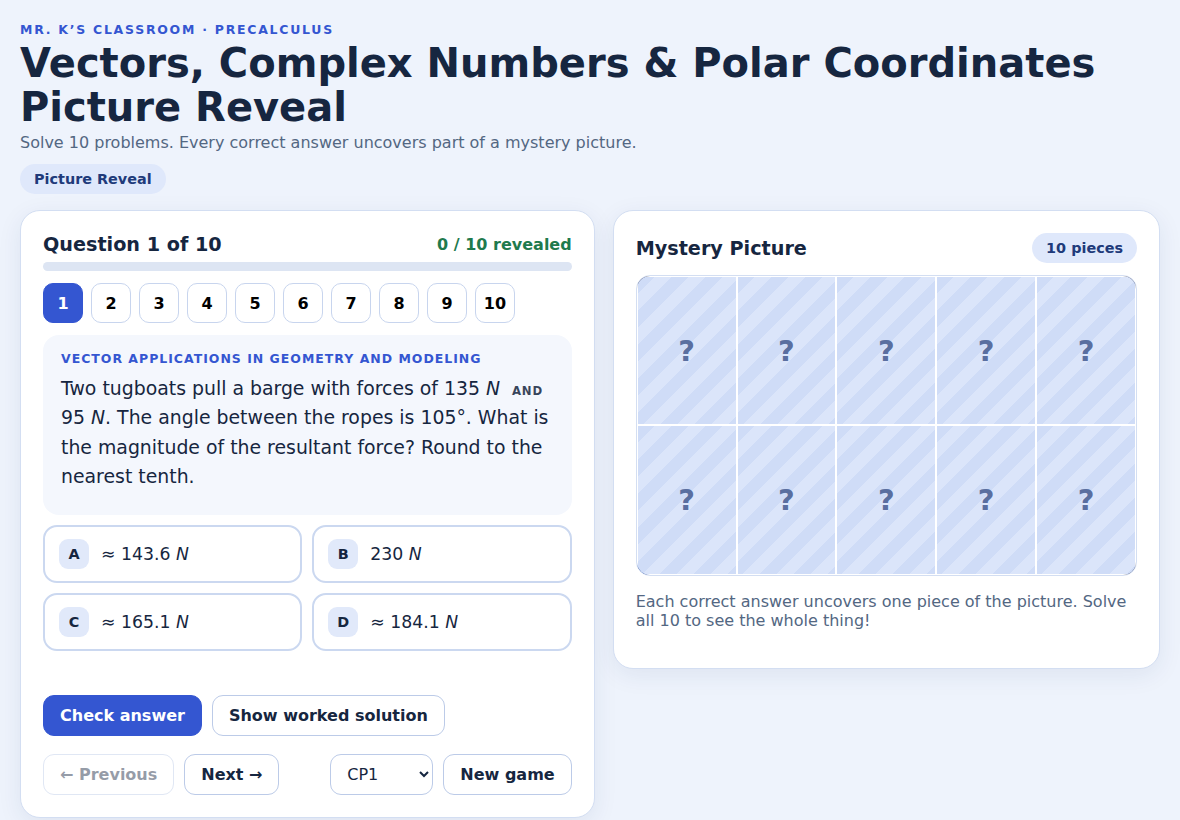 MR. K’S CLASSROOM · PRECALCULUS
Vectors, Complex Numbers & Polar Coordinates
Picture Reveal
Solve 10 problems. Every correct answer uncovers part of a mystery picture.
Picture Reveal
Question 1 of 10
0 / 10 revealed
1 2 3 4 5 6 7 8 9 10
VECTOR APPLICATIONS IN GEOMETRY AND MODELING
Two tugboats pull a barge with forces of 135 N AND
95 N. The angle between the ropes is 105°. What is
the magnitude of the resultant force? Round to the
nearest tenth.
A ≈ 143.6 N
B 230 N
C ≈ 165.1 N
D ≈ 184.1 N
Check answer
Show worked solution
← Previous
Next →
CP1
New game
Mystery Picture
10 pieces
? ? ? ? ?
? ? ? ? ?
Each correct answer uncovers one piece of the picture. Solve
all 10 to see the whole thing!